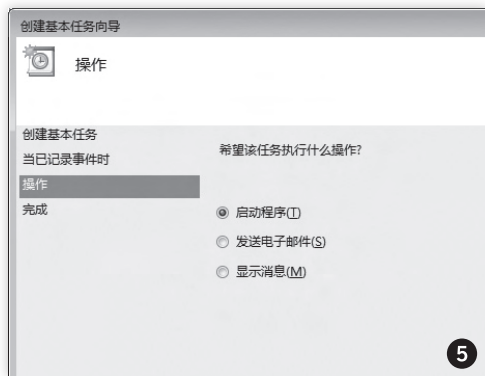 创建基本任务向导
操作
创建基本任务
当已记录事件时
操作
完成
希望该任务执行什么操作?
启动程序(T)
发送电子邮件(S)
显示消息(M)
5